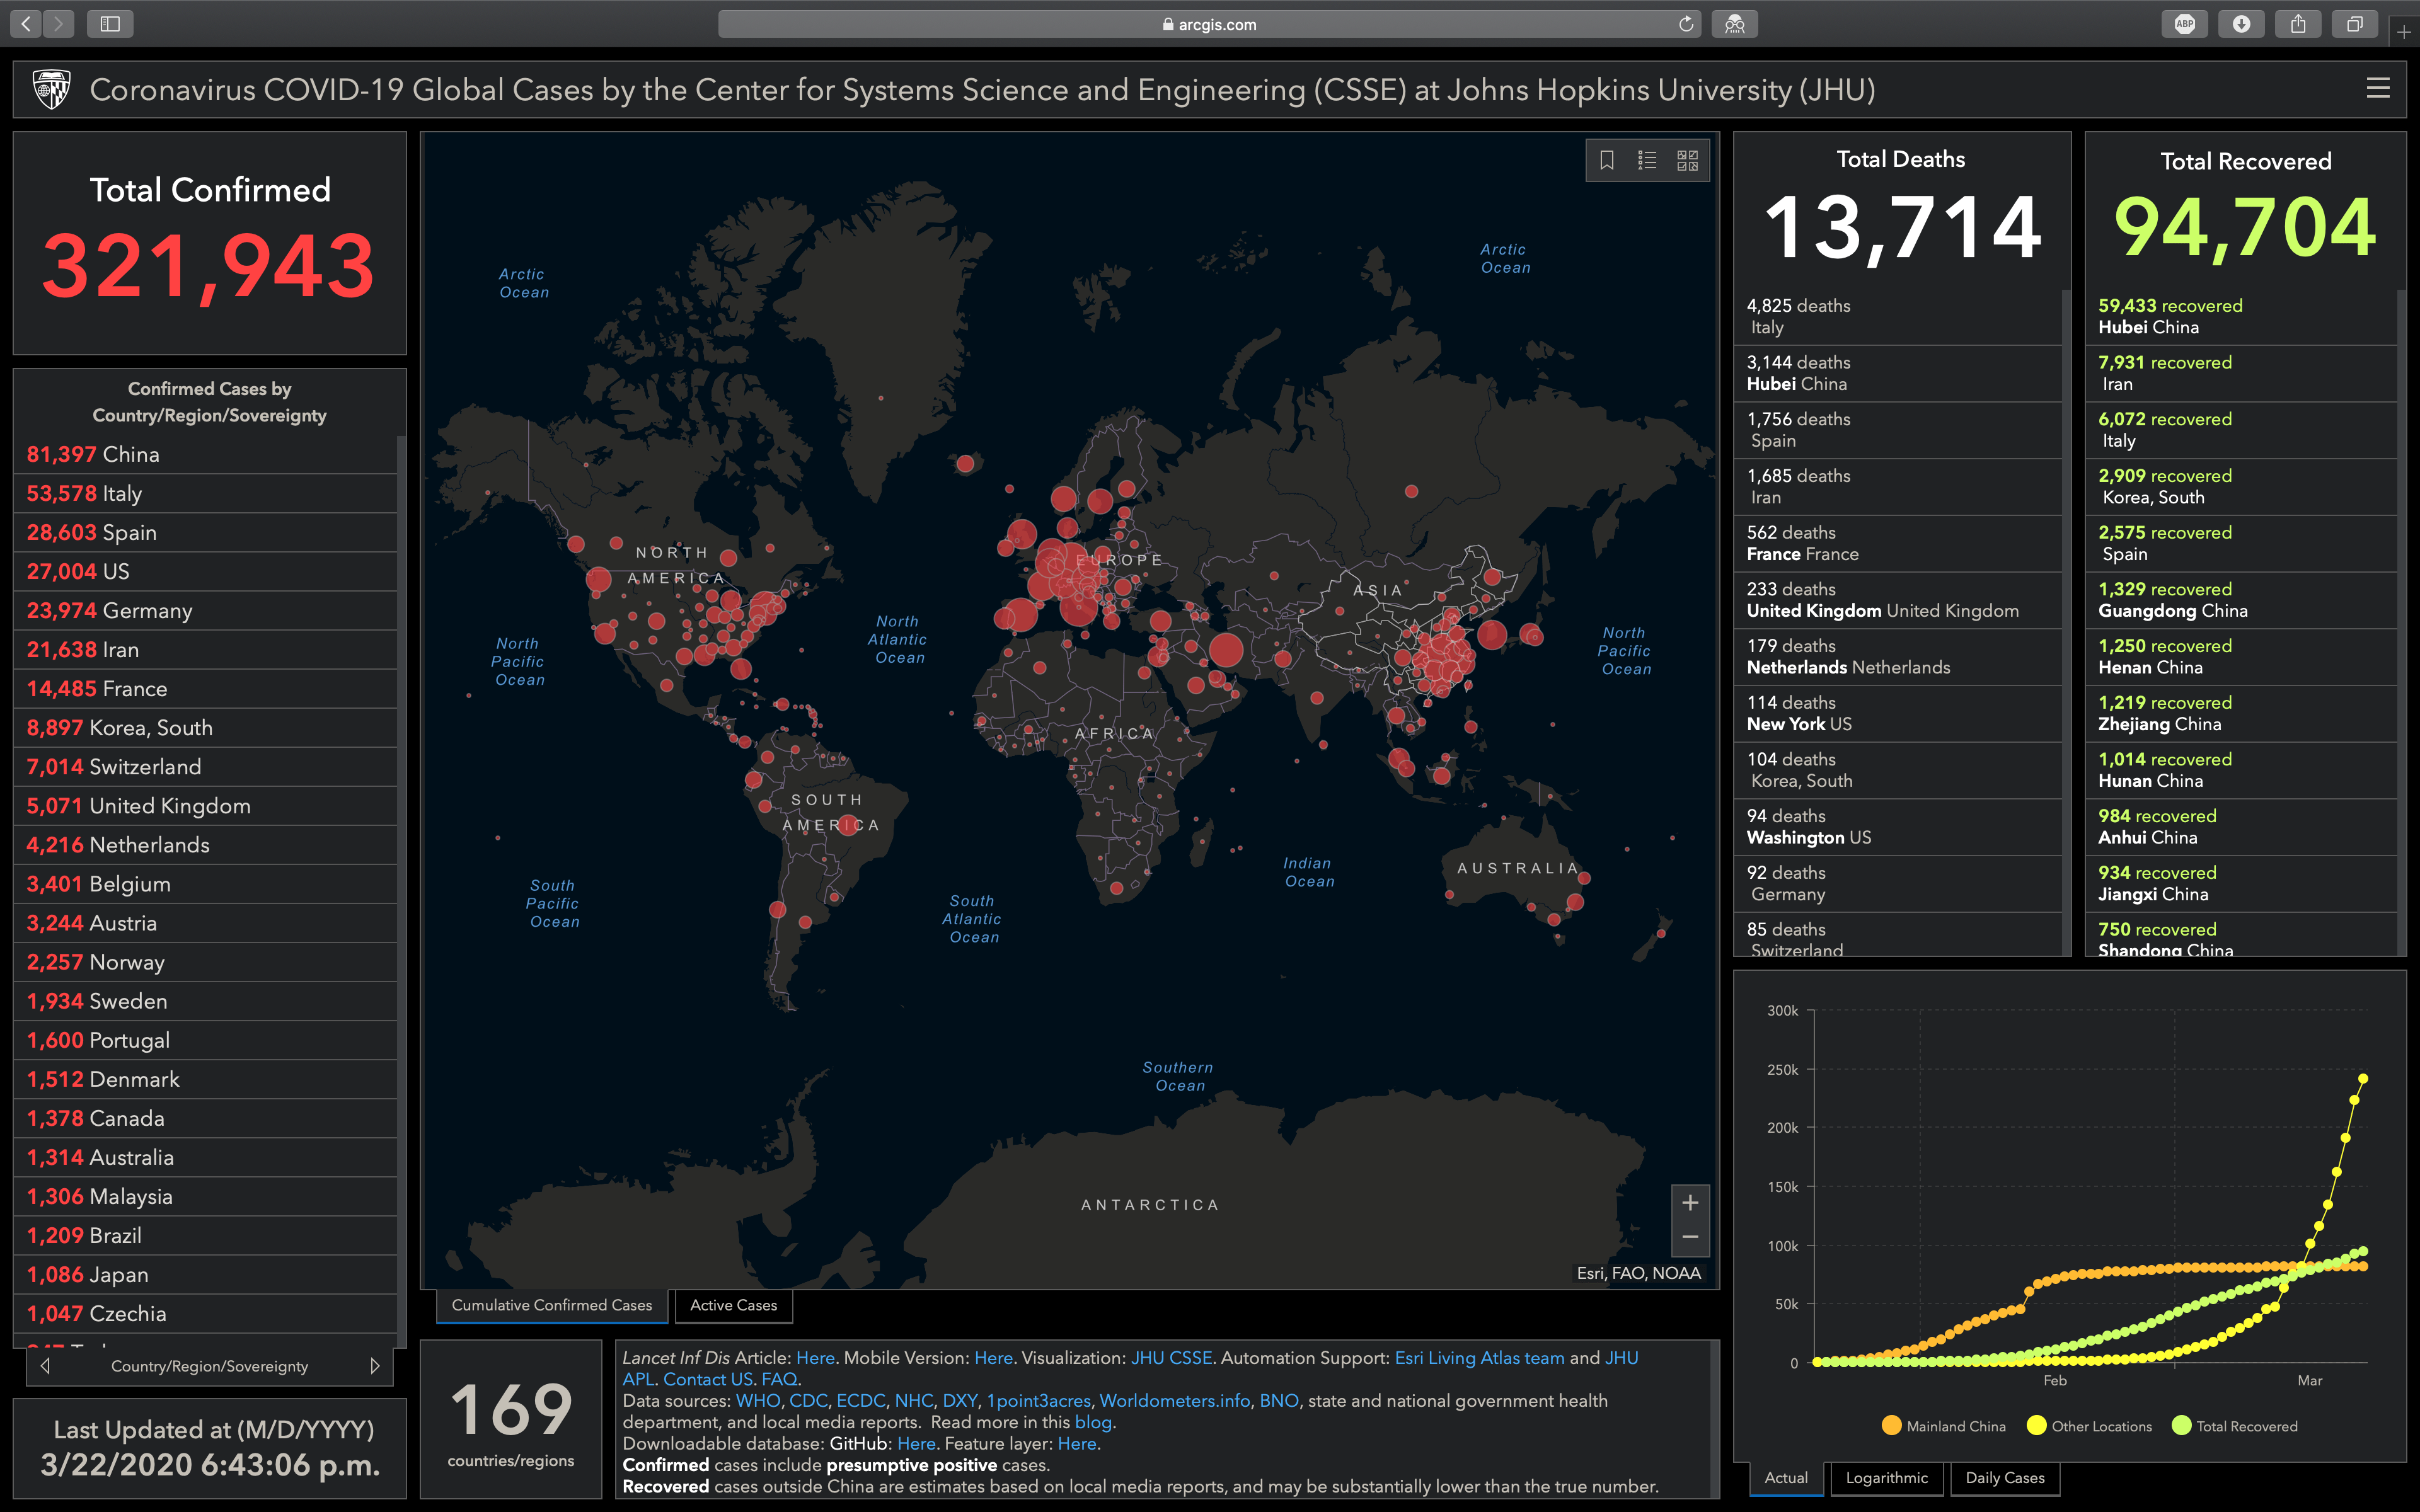 arcgis.com
ABP
Coronavirus COVID-19 Global Cases by the Center for Systems Science and Engineering (CSSE) at Johns Hopkins University (JHU)
Total Confirmed
321,943
Confirmed Cases by
Country/Region/Sovereignty
81,397 China
53,578 Italy
28,603 Spain
27,004 US
23,974 Germany
21,638 Iran
14,485 France
8,897 Korea, South
7,014 Switzerland
5,071 United Kingdom
4,216 Netherlands
3,401 Belgium
3,244 Austria
2,257 Norway
1,934 Sweden
1,600 Portugal
1,512 Denmark
1,378 Canada
1,314 Australia
1,306 Malaysia
1,209 Brazil
1,086 Japan
1,047 Czechia
Country/Region/Sovereignty
Last Updated at (M/D/YYYY)
3/22/2020 6:43:06 p.m.
Arctic
Ocean
Arctic
Ocean
NORTH
AMERICA
EUROPE
ASIA
North
Pacific
Ocean
North
Atlantic
Ocean
North
Pacific
Ocean
AFRICA
SOUTH
AMERICA
AUSTRALIA
Indian
Ocean
South
Pacific
Ocean
South
Atlantic
Ocean
Southern
Ocean
ANTARCTICA
Esri, FAO, NOAA
Cumulative Confirmed Cases
Active Cases
169
countries/regions
Lancet Inf Dis Article: Here. Mobile Version: Here. Visualization: JHU CSSE. Automation Support: Esri Living Atlas team and JHU
APL. Contact US. FAQ.
Data sources: WHO, CDC, ECDC, NHC, DXY, 1point3acres, Worldometers.info, BNO, state and national government health
department, and local media reports. Read more in this blog.
Downloadable database: GitHub: Here. Feature layer: Here.
Confirmed cases include presumptive positive cases.
Recovered cases outside China are estimates based on local media reports, and may be substantially lower than the true number.
Total Deaths
13,714
4,825 deaths
Italy
3,144 deaths
Hubei China
1,756 deaths
Spain
1,685 deaths
Iran
562 deaths
France France
233 deaths
United Kingdom United Kingdom
179 deaths
Netherlands Netherlands
114 deaths
New York US
104 deaths
Korea, South
94 deaths
Washington US
92 deaths
Germany
85 deaths
Switzerland
Total Recovered
94,704
59,433 recovered
Hubei China
7,931 recovered
Iran
6,072 recovered
Italy
2,909 recovered
Korea, South
2,575 recovered
Spain
1,329 recovered
Guangdong China
1,250 recovered
Henan China
1,219 recovered
Zhejiang China
1,014 recovered
Hunan China
984 recovered
Anhui China
934 recovered
Jiangxi China
750 recovered
Shandong China
300k
250k
200k
150k
100k
50k
0
Feb
Mar
Mainland China
Other Locations
Total Recovered
Actual
Logarithmic
Daily Cases